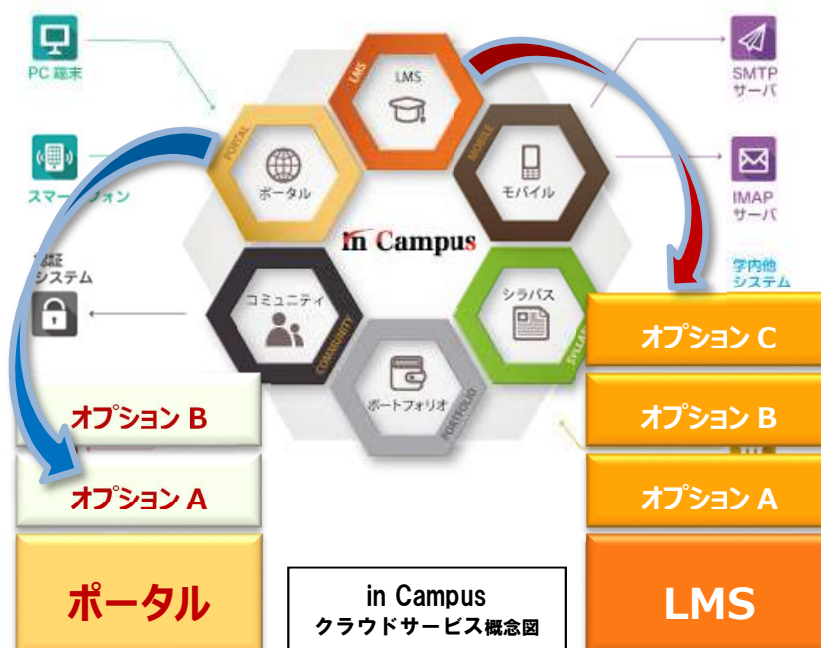 PC 端末
スマートフォン
認証
システム
PORTAL
ポータル
LMS
LMS
MOBILE
モバイル
SMTP
サーバ
IMAP
サーバ
学内他
システム
in Campus
コミュニティ
COMMUNITY
シラバス
ポートフォリオ
PORTFOLIO
オプション B
オプション A
ポータル
in Campus
クラウドサービス概念図
オプション C
オプション B
オプション A
LMS